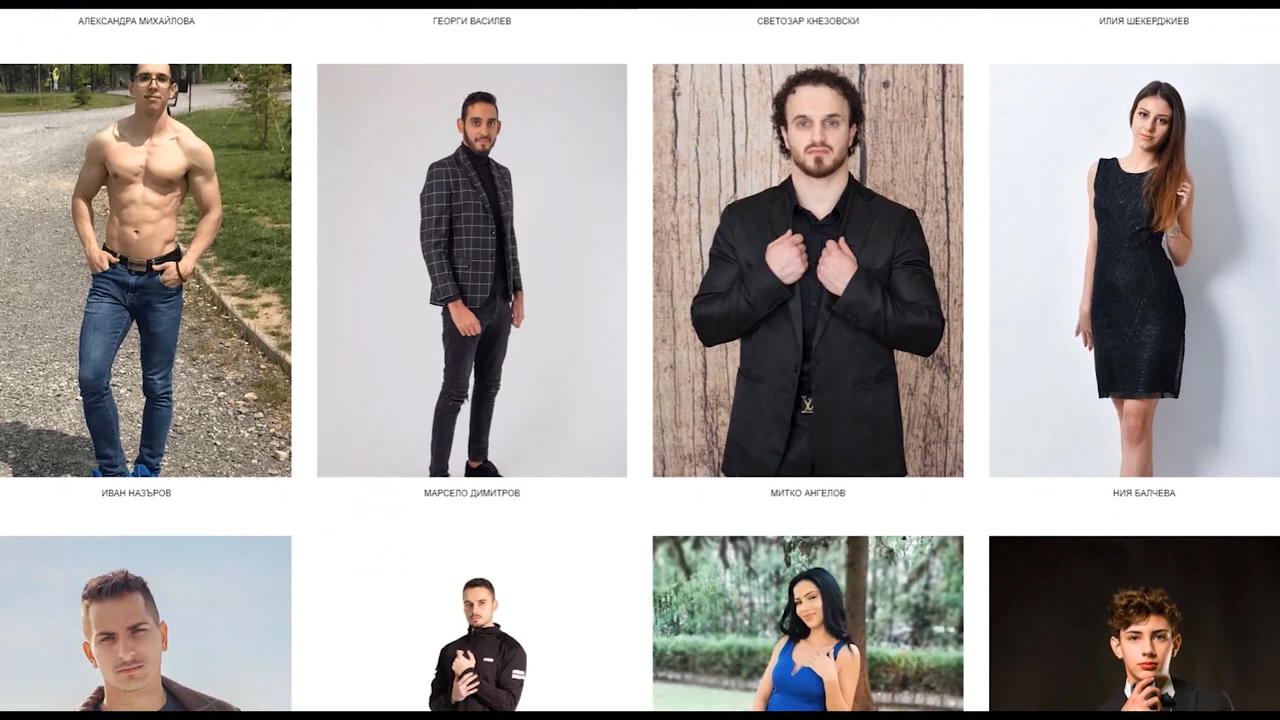 АЛЕКСАНДРА МИХАЙЛОВА
ГЕОРГИ ВАСИЛЕВ
СВЕТОЗАР КНЕЗОВСКИ
ИЛИЯ ШЕКЕРДЖИЕВ
ИВАН НАЗЪРОВ
МАРСЕЛО ДИМИТРОВ
МИТКО АНГЕЛОВ
НИЯ БАЛЧЕВА